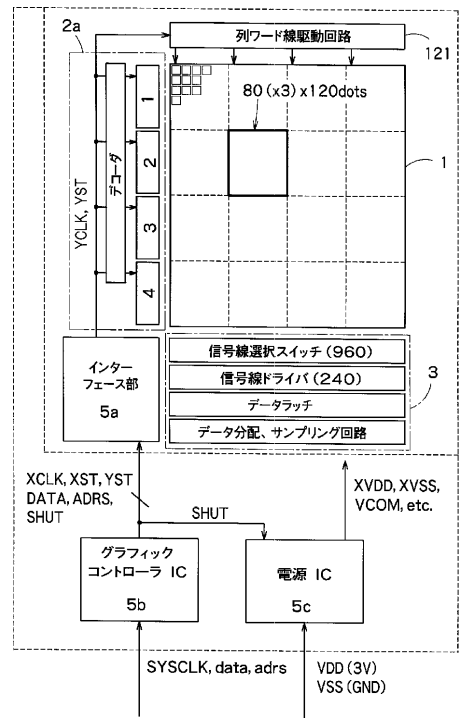 2a
列ワード線駆動回路
121
80(x3)x120dots
1
YCLK, YST
デコーダ
1
2
3
4
インター
フェース部
5a
信号線選択スイッチ(960)
信号線ドライバ(240)
データラッチ
データ分配、サンプリング回路
3
XCLK, XST, YST
DATA, ADRS,
SHUT
SHUT
XVDD, XVSS,
VCOM, etc.
グラフィック
コントローラ IC
5b
電源 IC
5c
SYSCLK, data, adrs
VDD(3V)
VSS(GND)